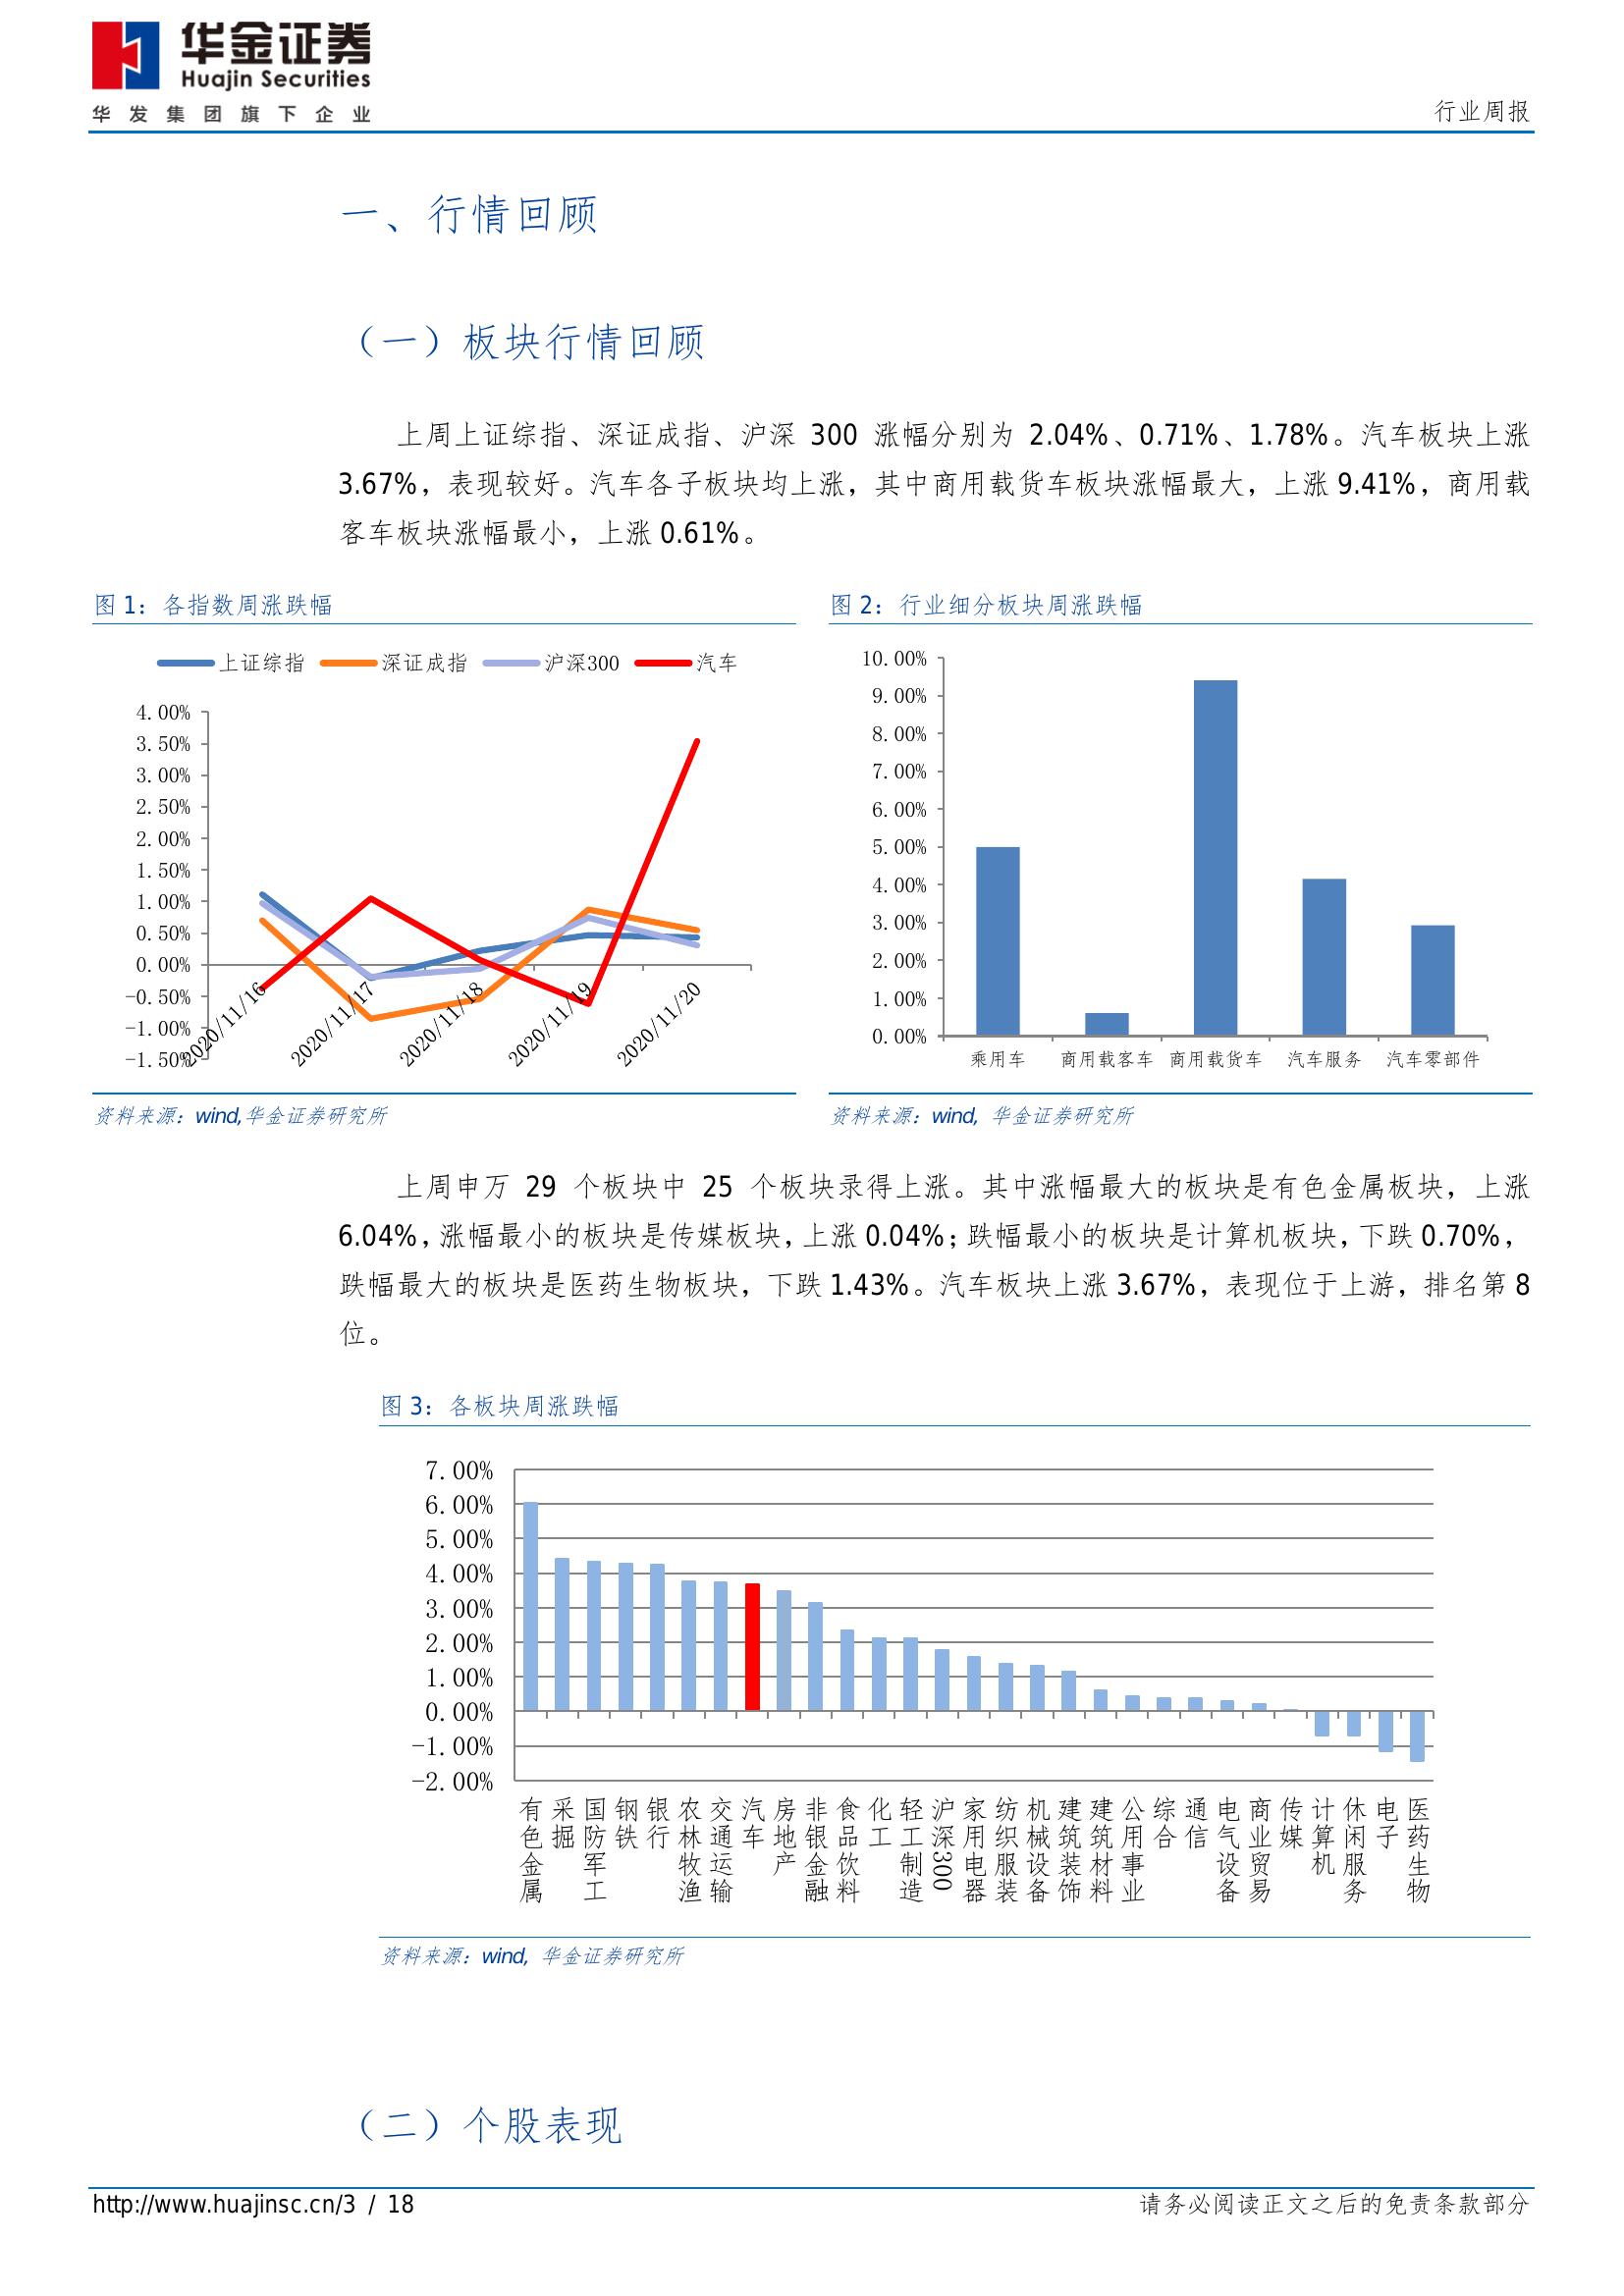 华金证券
Huajin Securities
华发集团旗下企业
行业周报
一、行情回顾
（一）板块行情回顾
上周上证综指、深证成指、沪深 300 涨幅分别为 2.04%、0.71%、1.78%。汽车板块上涨
3.67%，表现较好。汽车各子板块均上涨，其中商用载货车板块涨幅最大，上涨 9.41%，商用载
客车板块涨幅最小，上涨 0.61%。
图 1：各指数周涨跌幅
上证综指 深证成指 沪深300 汽车
4.00%
3.50%
3.00%
2.50%
2.00%
1.50%
1.00%
0.50%
0.00%
-0.50%
-1.00%
-1.50%
2020/11/16 2020/11/17 2020/11/18 2020/11/19 2020/11/20
资料来源：wind,华金证券研究所
图 2：行业细分板块周涨跌幅
10.00%
9.00%
8.00%
7.00%
6.00%
5.00%
4.00%
3.00%
2.00%
1.00%
0.00%
乘用车 商用载客车 商用载货车 汽车服务 汽车零部件
资料来源：wind，华金证券研究所
上周申万 29 个板块中 25 个板块录得上涨。其中涨幅最大的板块是有色金属板块，上涨
6.04%，涨幅最小的板块是传媒板块，上涨 0.04%；跌幅最小的板块是计算机板块，下跌 0.70%，
跌幅最大的板块是医药生物板块，下跌 1.43%。汽车板块上涨 3.67%，表现位于上游，排名第 8
位。
图 3：各板块周涨跌幅
7.00%
6.00%
5.00%
4.00%
3.00%
2.00%
1.00%
0.00%
-1.00%
-2.00%
有色金属 采掘 国防军工 钢铁 银行 农林牧渔 交通运输 汽车 房地产 非银金融 食品饮料 化工 轻工制造 沪深300 家用电器 纺织服装 机械设备 建筑装饰 建筑材料 公用事业 综合 通信 电气设备 商业贸易 传媒 计算机 休闲服务 电子 医药生物
资料来源：wind，华金证券研究所
（二）个股表现
http://www.huajinsc.cn/3 / 18
请务必阅读正文之后的免责条款部分